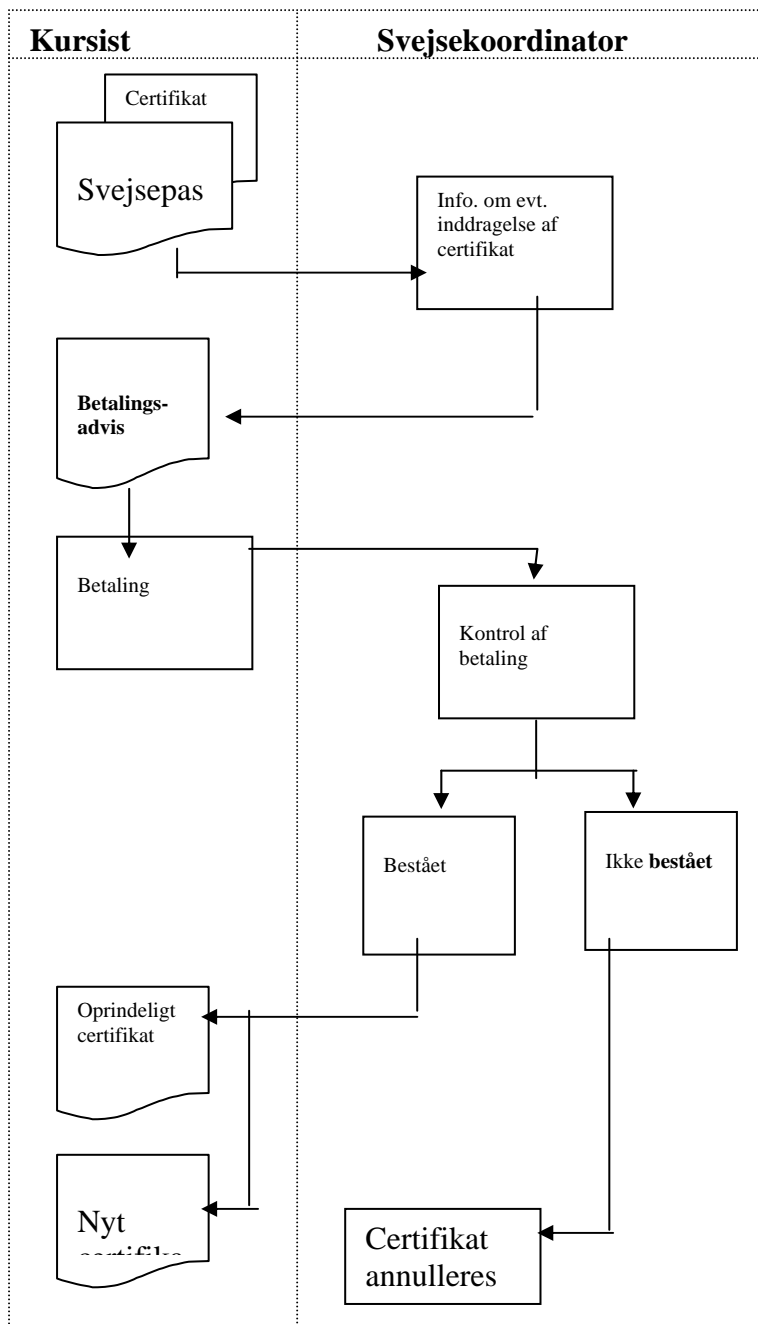 Kursist
Svejsekoordinator
Certifikat
Svejsepas
Info. om evt.
inddragelse af
certifikat
Betalings-
advis
Betaling
Kontrol af
betaling
Bestået
Ikke bestået
Oprindeligt
certifikat
Nyt
Certifikat
annulleres